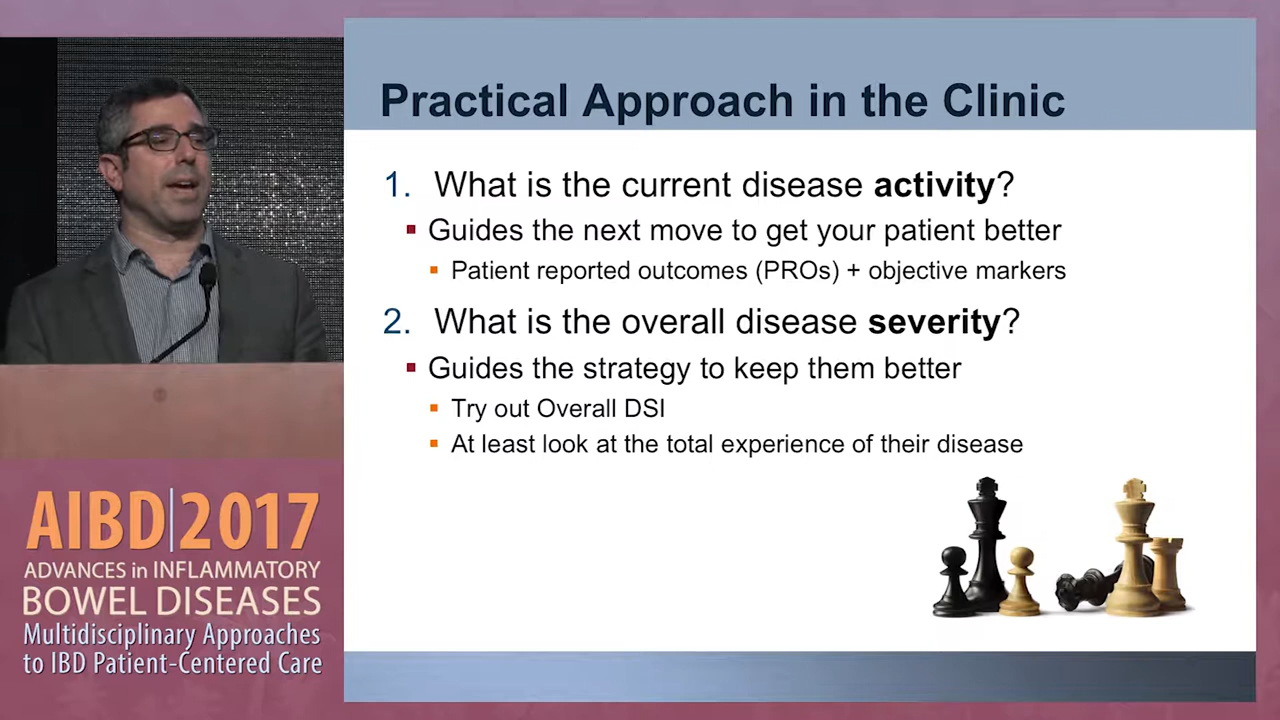 Practical Approach in the Clinic
1. What is the current disease activity?
Guides the next move to get your patient better
Patient reported outcomes (PROs) + objective markers
2. What is the overall disease severity?
Guides the strategy to keep them better
Try out Overall DSI
At least look at the total experience of their disease
AIBD|2017
ADVANCES in INFLAMMATORY
BOWEL DISEASES
Multidisciplinary Approaches
to IBD Patient-Centered Care